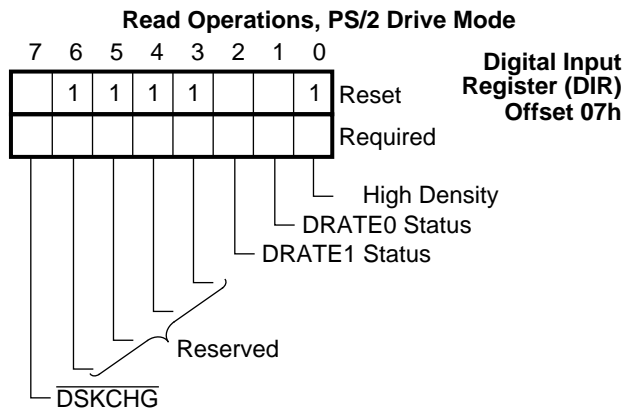 Read Operations, PS/2 Drive Mode
7 6 5 4 3 2 1 0
Digital Input
Register (DIR)
Offset 07h
1 1 1 1 1 Reset
Required
High Density
DRATE0 Status
DRATE1 Status
Reserved
DSKCHG